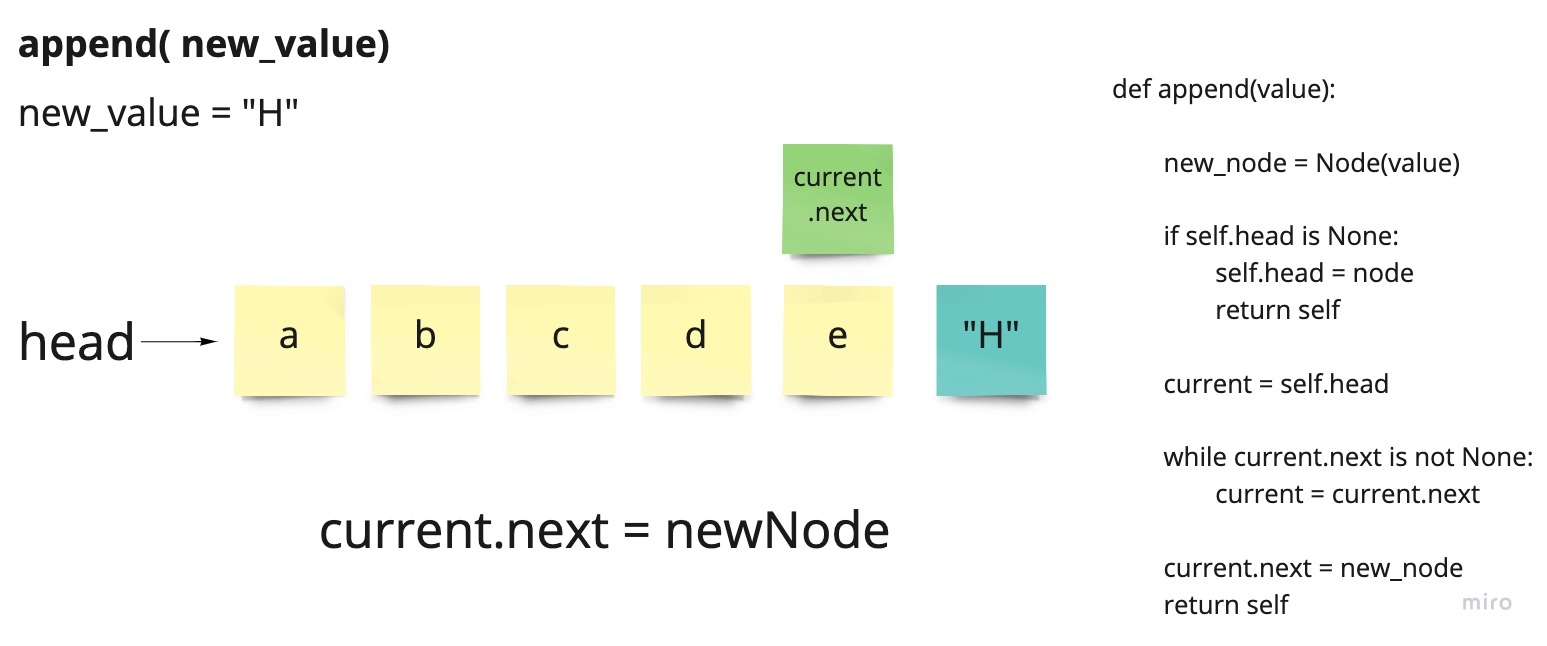 append( new_value)
new_value = "H"
current
.next
head
a
b
c
d
e
"H"
current.next = newNode
def append(value):
new_node = Node(value)
if self.head is None:
self.head = node
return self
current = self.head
while current.next is not None:
current = current.next
current.next = new_node
return self
miro